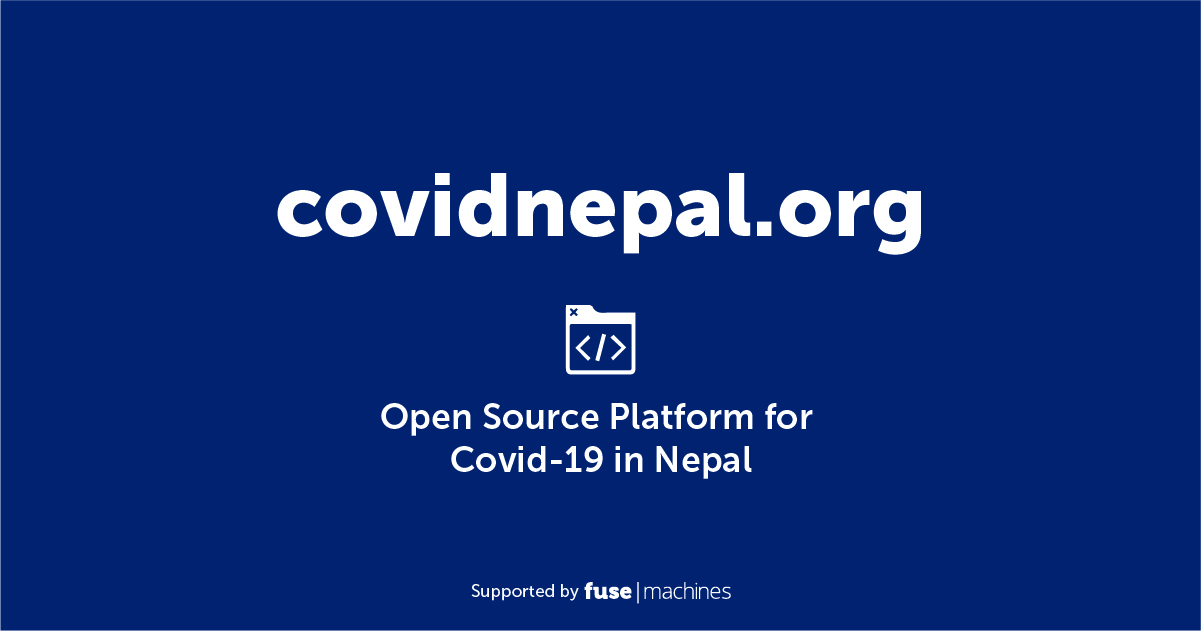 covidnepal.org
</>
Open Source Platform for
Covid-19 in Nepal
Supported by fuse|machines